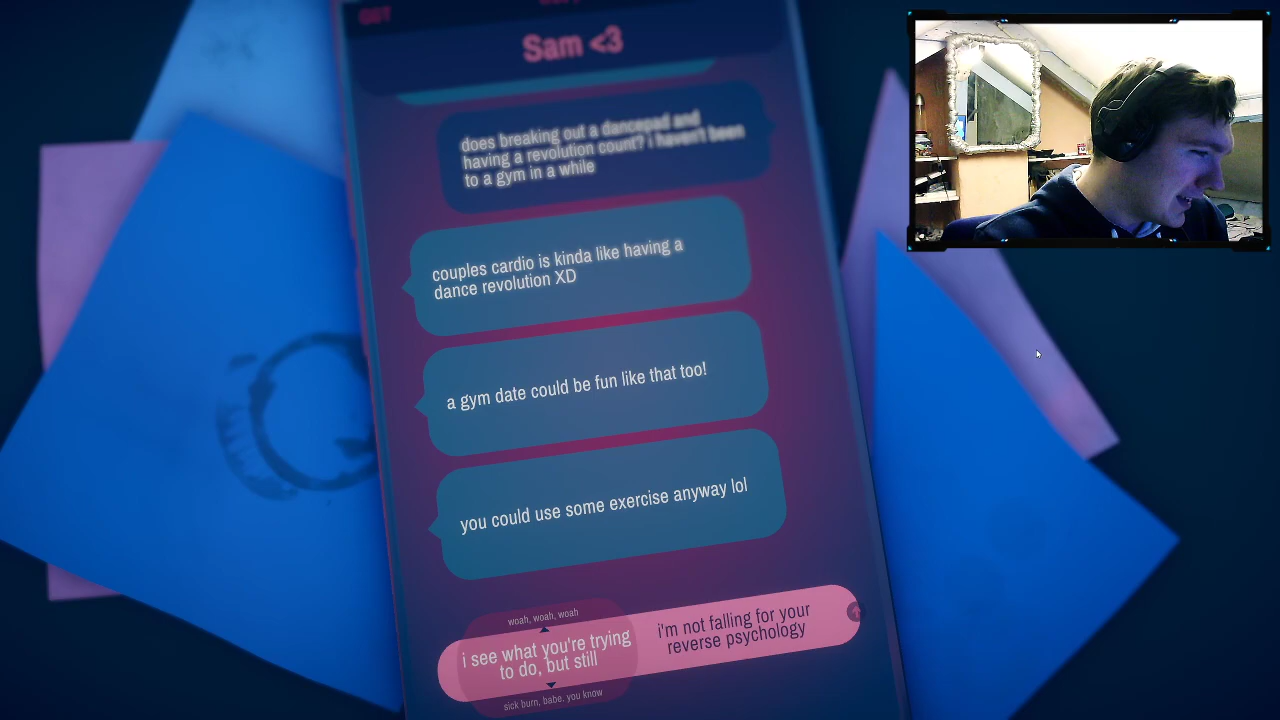 Sam <3
does breaking out a dancepad and
having a revolution count? i haven't been
to a gym in a while
couples cardio is kinda like having a
dance revolution XD
a gym date could be fun like that too!
you could use some exercise anyway lol
woah, woah, woah
i see what you're trying
to do, but still
i'm not falling for your
reverse psychology
sick burn, babe. you know